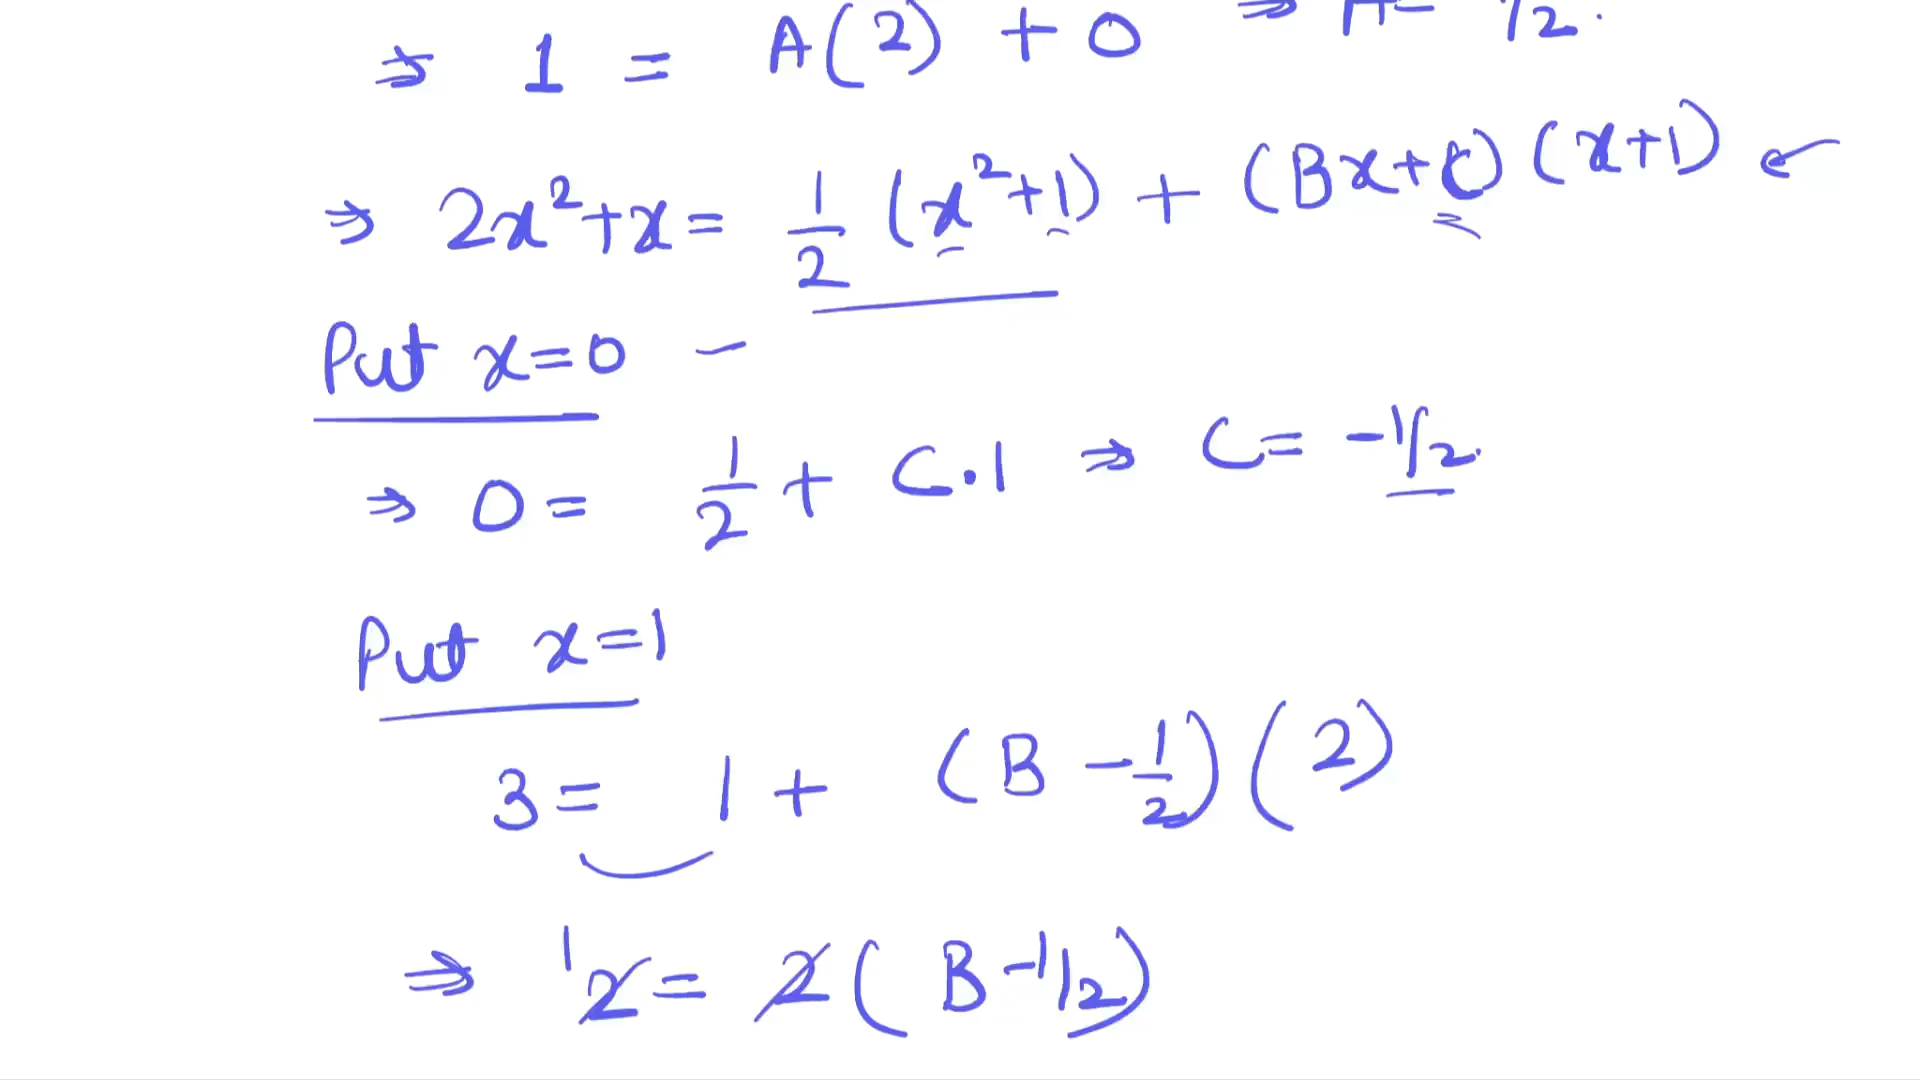 ⇒ 1 = A(2) + 0 ⇒ A = 1/2.
⇒ 2x²+x = 1/2 (x²+1) + (Bx+C)(x+1) ←
Put x=0 –
⇒ 0 = 1/2 + C·1 ⇒ C = -1/2.
Put x=1
3 = 1 + (B - 1/2)(2)
⇒ ¹2 = 2(B - 1/2)